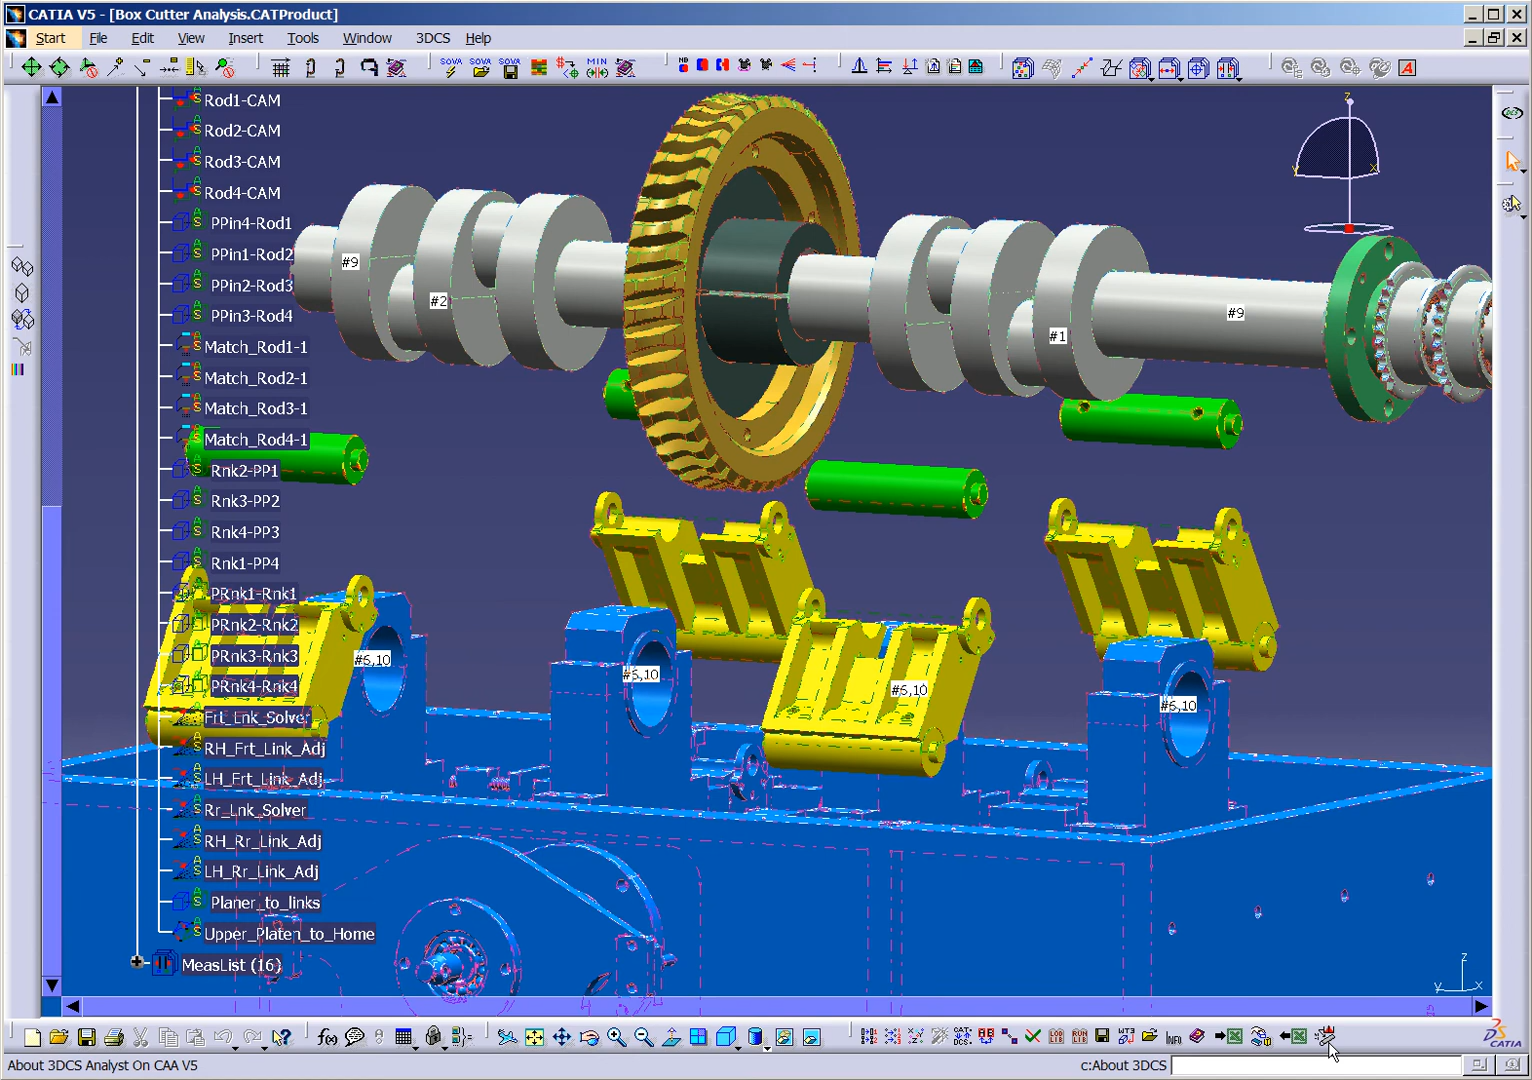 CATIA V5 - [Box Cutter Analysis.CATProduct]
Start File Edit View Insert Tools Window 3DCS Help
SOVA SOVA SOVA MIN
Rod1-CAM
Rod2-CAM
Rod3-CAM
Rod4-CAM
PPin4-Rod1
PPin1-Rod2
PPin2-Rod3
PPin3-Rod4
Match_Rod1-1
Match_Rod2-1
Match_Rod3-1
Match_Rod4-1
Rnk2-PP1
Rnk3-PP2
Rnk4-PP3
Rnk1-PP4
PRnk1-Rnk1
PRnk2-Rnk2
PRnk3-Rnk3
PRnk4-Rnk4
Frt_Lnk_Solver
RH_Frt_Link_Adj
LH_Frt_Link_Adj
Rr_Lnk_Solver
RH_Rr_Link_Adj
LH_Rr_Link_Adj
Planer_to_links
Upper_Platen_to_Home
MeasList (16)
#9
#2
#1
#9
#6,10
#6,10
#6,10
#6,10
z
y x
z
y x
CATIA
About 3DCS Analyst On CAA V5
c:About 3DCS